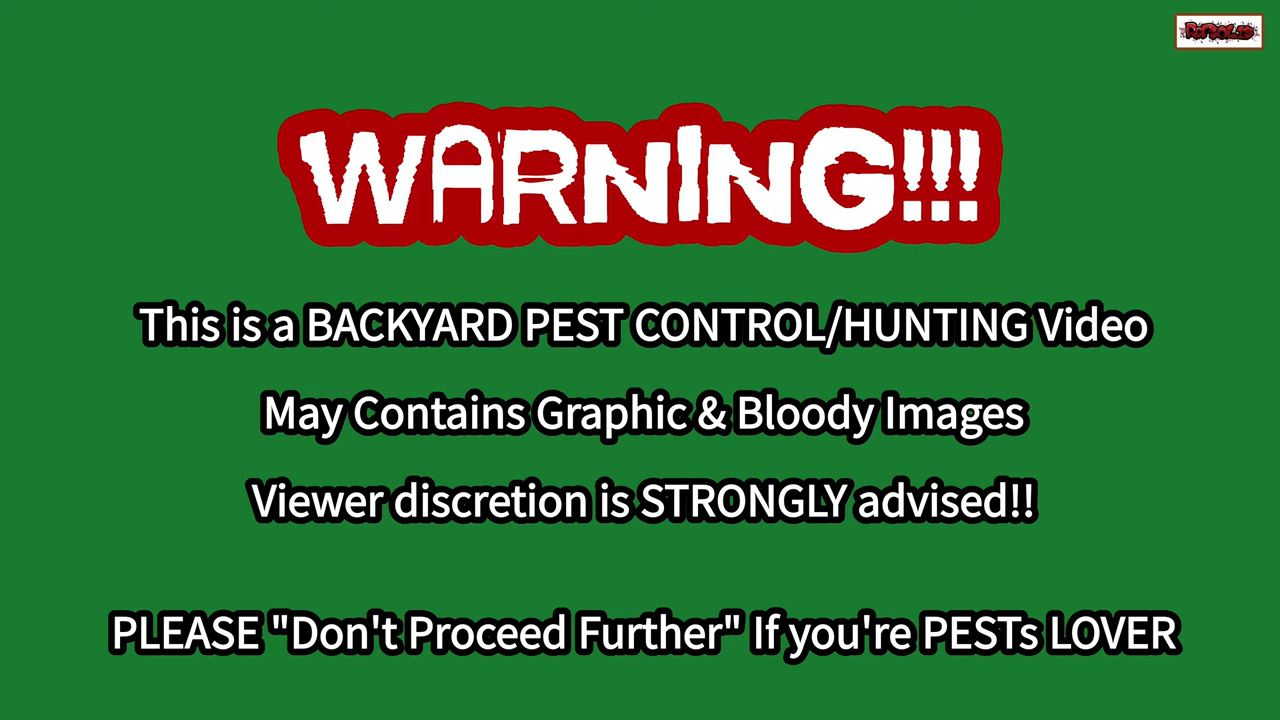 WARNING!!!
This is a BACKYARD PEST CONTROL/HUNTING Video
May Contains Graphic & Bloody Images
Viewer discretion is STRONGLY advised!!
PLEASE "Don't Proceed Further" If you're PESTs LOVER